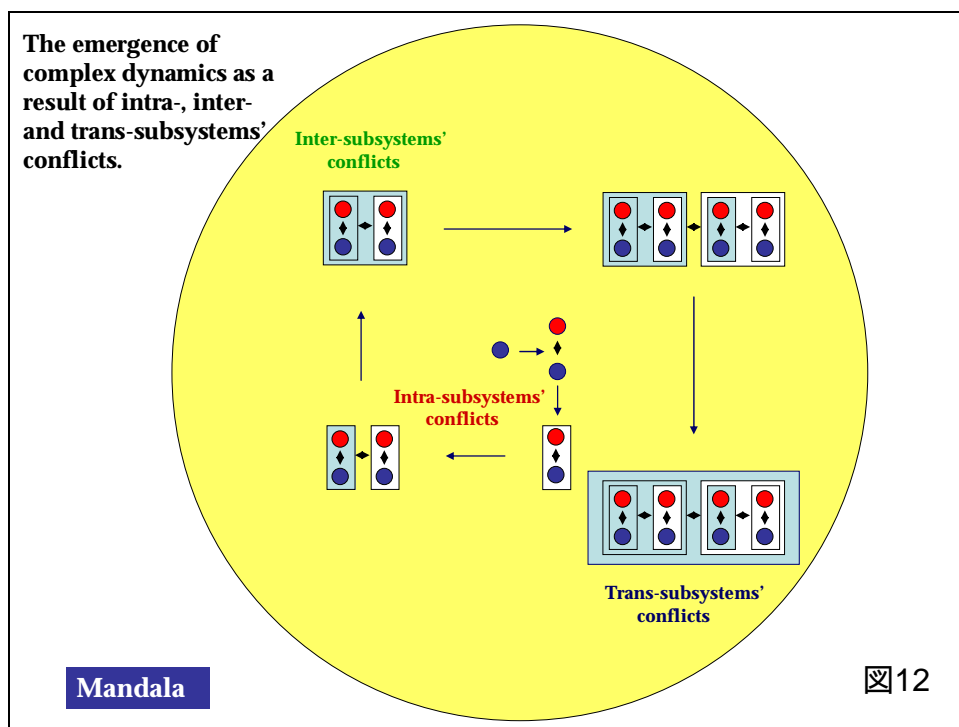 The emergence of
complex dynamics as a
result of intra-, inter-
and trans-subsystems'
conflicts.
Inter-subsystems'
conflicts
Intra-subsystems'
conflicts
Trans-subsystems'
conflicts
Mandala
図12